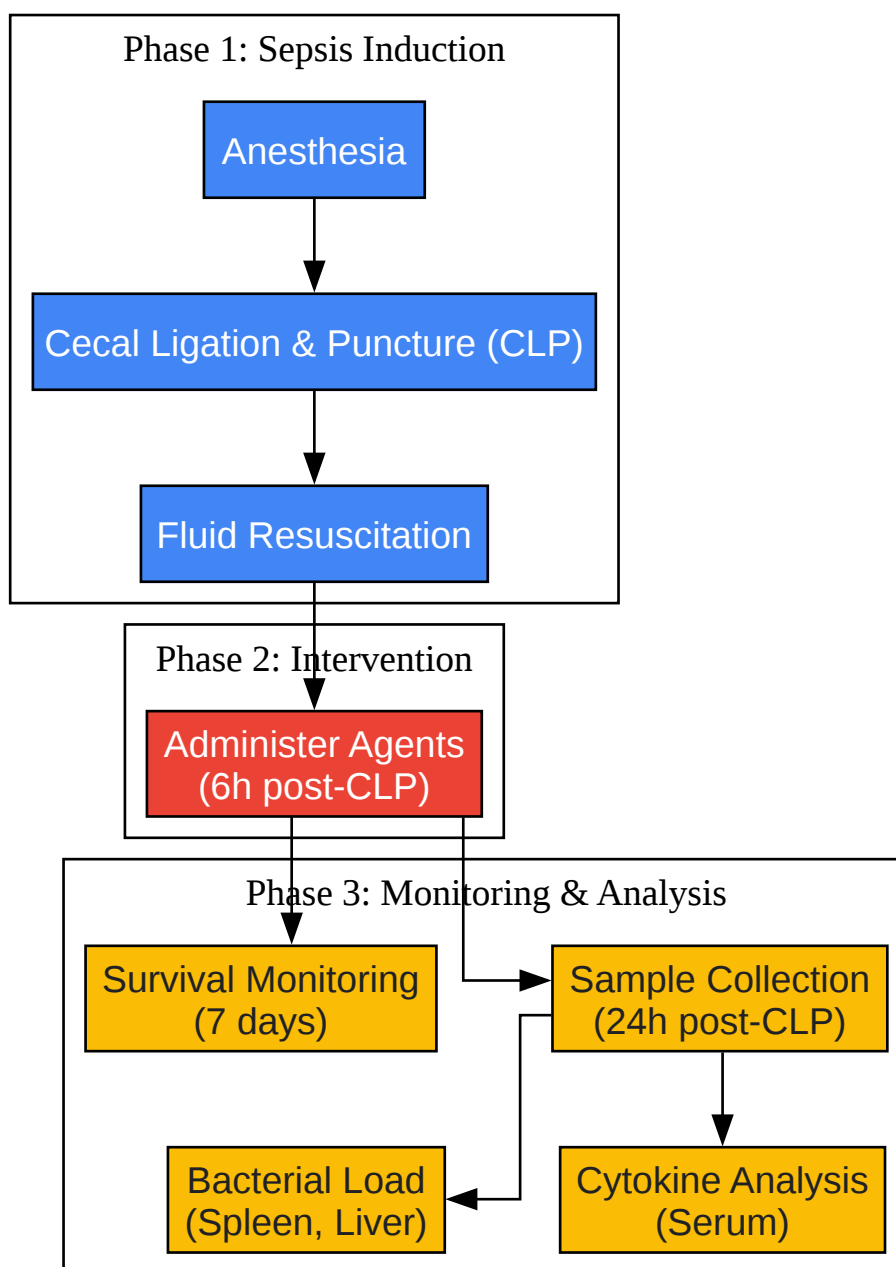 Phase 1: Sepsis Induction
Anesthesia
Cecal Ligation & Puncture (CLP)
Fluid Resuscitation
Phase 2: Intervention
Administer Agents
(6h post-CLP)
Phase 3: Monitoring & Analysis
Survival Monitoring
(7 days)
Sample Collection
(24h post-CLP)
Bacterial Load
(Spleen, Liver)
Cytokine Analysis
(Serum)